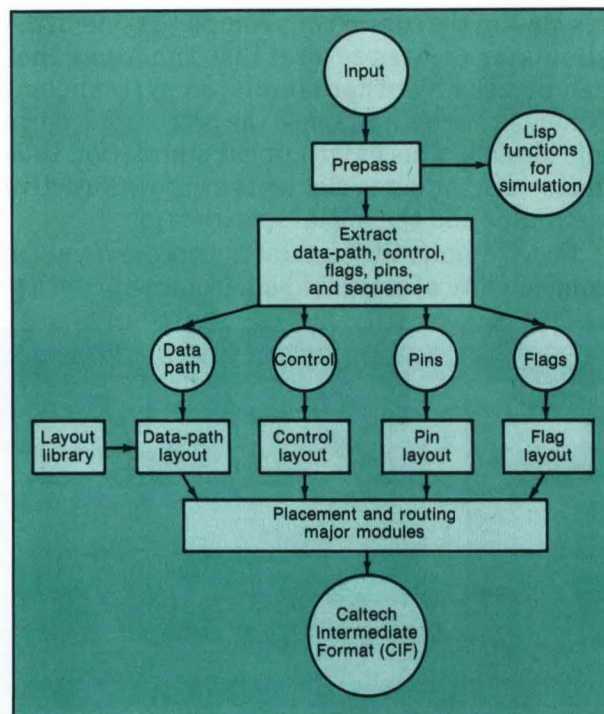 Input
Prepass
Lisp
functions
for
simulation
Extract
data-path, control,
flags, pins,
and sequencer
Data
path
Control
Pins
Flags
Layout
library
Data-path
layout
Control
layout
Pin
layout
Flag
layout
Placement and routing
major modules
Caltech
Intermediate
Format (CIF)